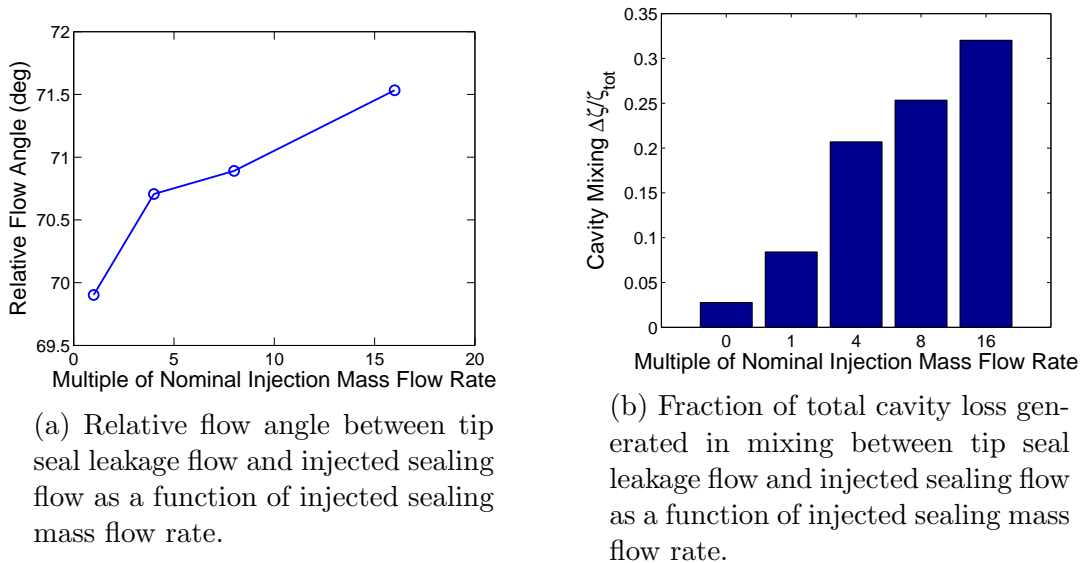 72
71.5
71
70.5
70
69.5
0
5
10
15
20
Relative Flow Angle (deg)
Multiple of Nominal Injection Mass Flow Rate
(a) Relative flow angle between tip
seal leakage flow and injected sealing
flow as a function of injected sealing
mass flow rate.
0.35
0.3
0.25
0.2
0.15
0.1
0.05
0
0
1
4
8
16
Cavity Mixing Δζ/ζtot
Multiple of Nominal Injection Mass Flow Rate
(b) Fraction of total cavity loss gen-
erated in mixing between tip seal
leakage flow and injected sealing flow
as a function of injected sealing mass
flow rate.